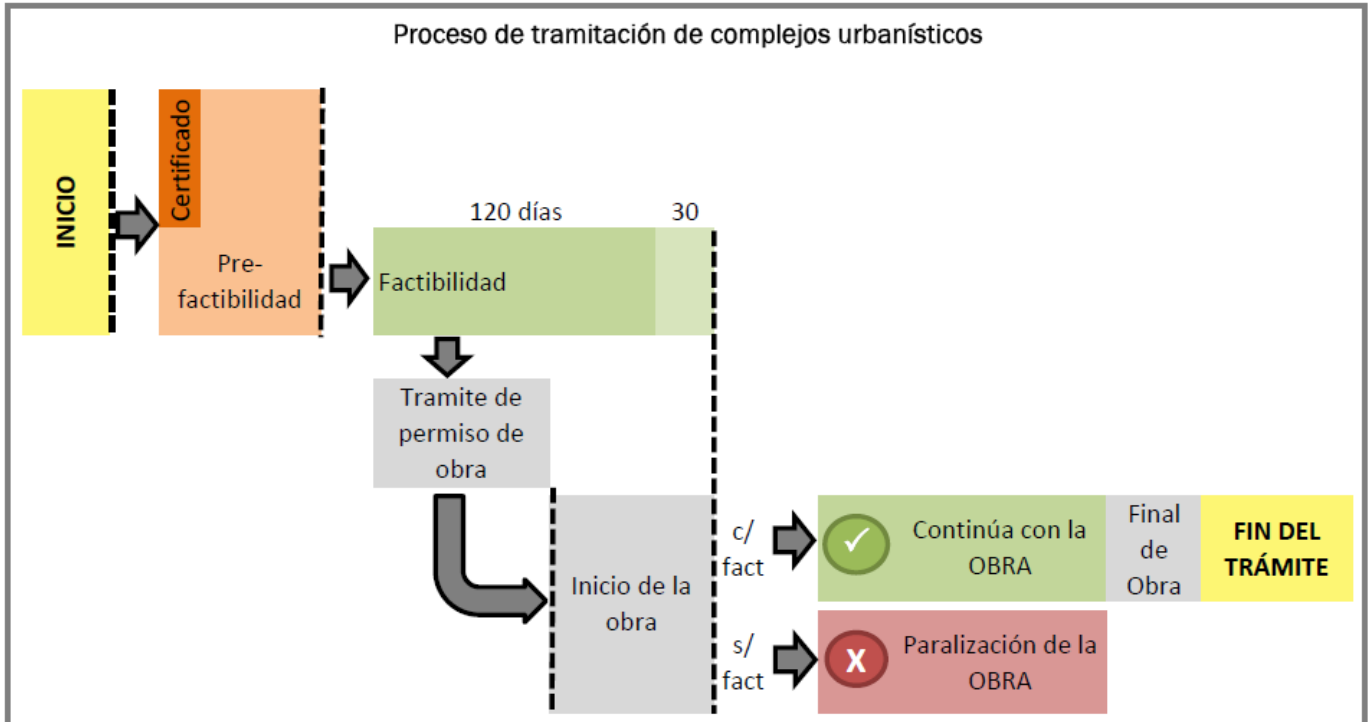 Proceso de tramitación de complejos urbanísticos
INICIO
Certificado
Pre-
factibilidad
120 días
30
Factibilidad
Tramite de
permiso de
obra
Inicio de la
obra
c/
fact
Continúa con la
OBRA
Final
de
Obra
FIN DEL
TRÁMITE
s/
fact
X
Paralización de la
OBRA